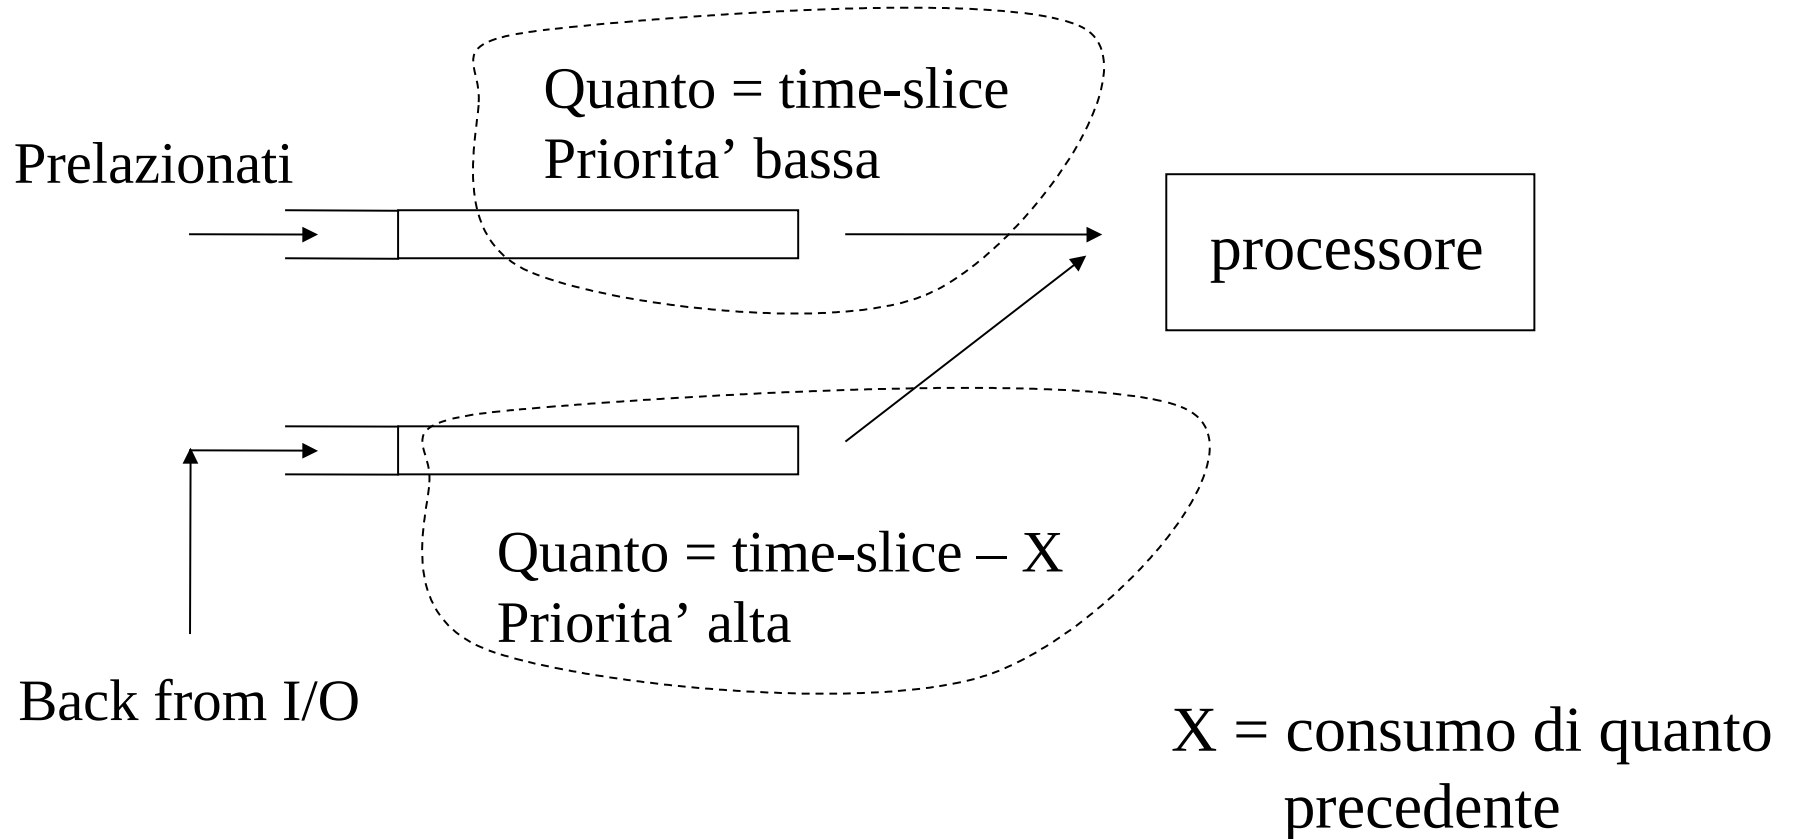 Quanto = time-slice
Priorita’ bassa
Prelazionati
processore
Quanto = time-slice – X
Priorita’ alta
Back from I/O
X = consumo di quanto
precedente